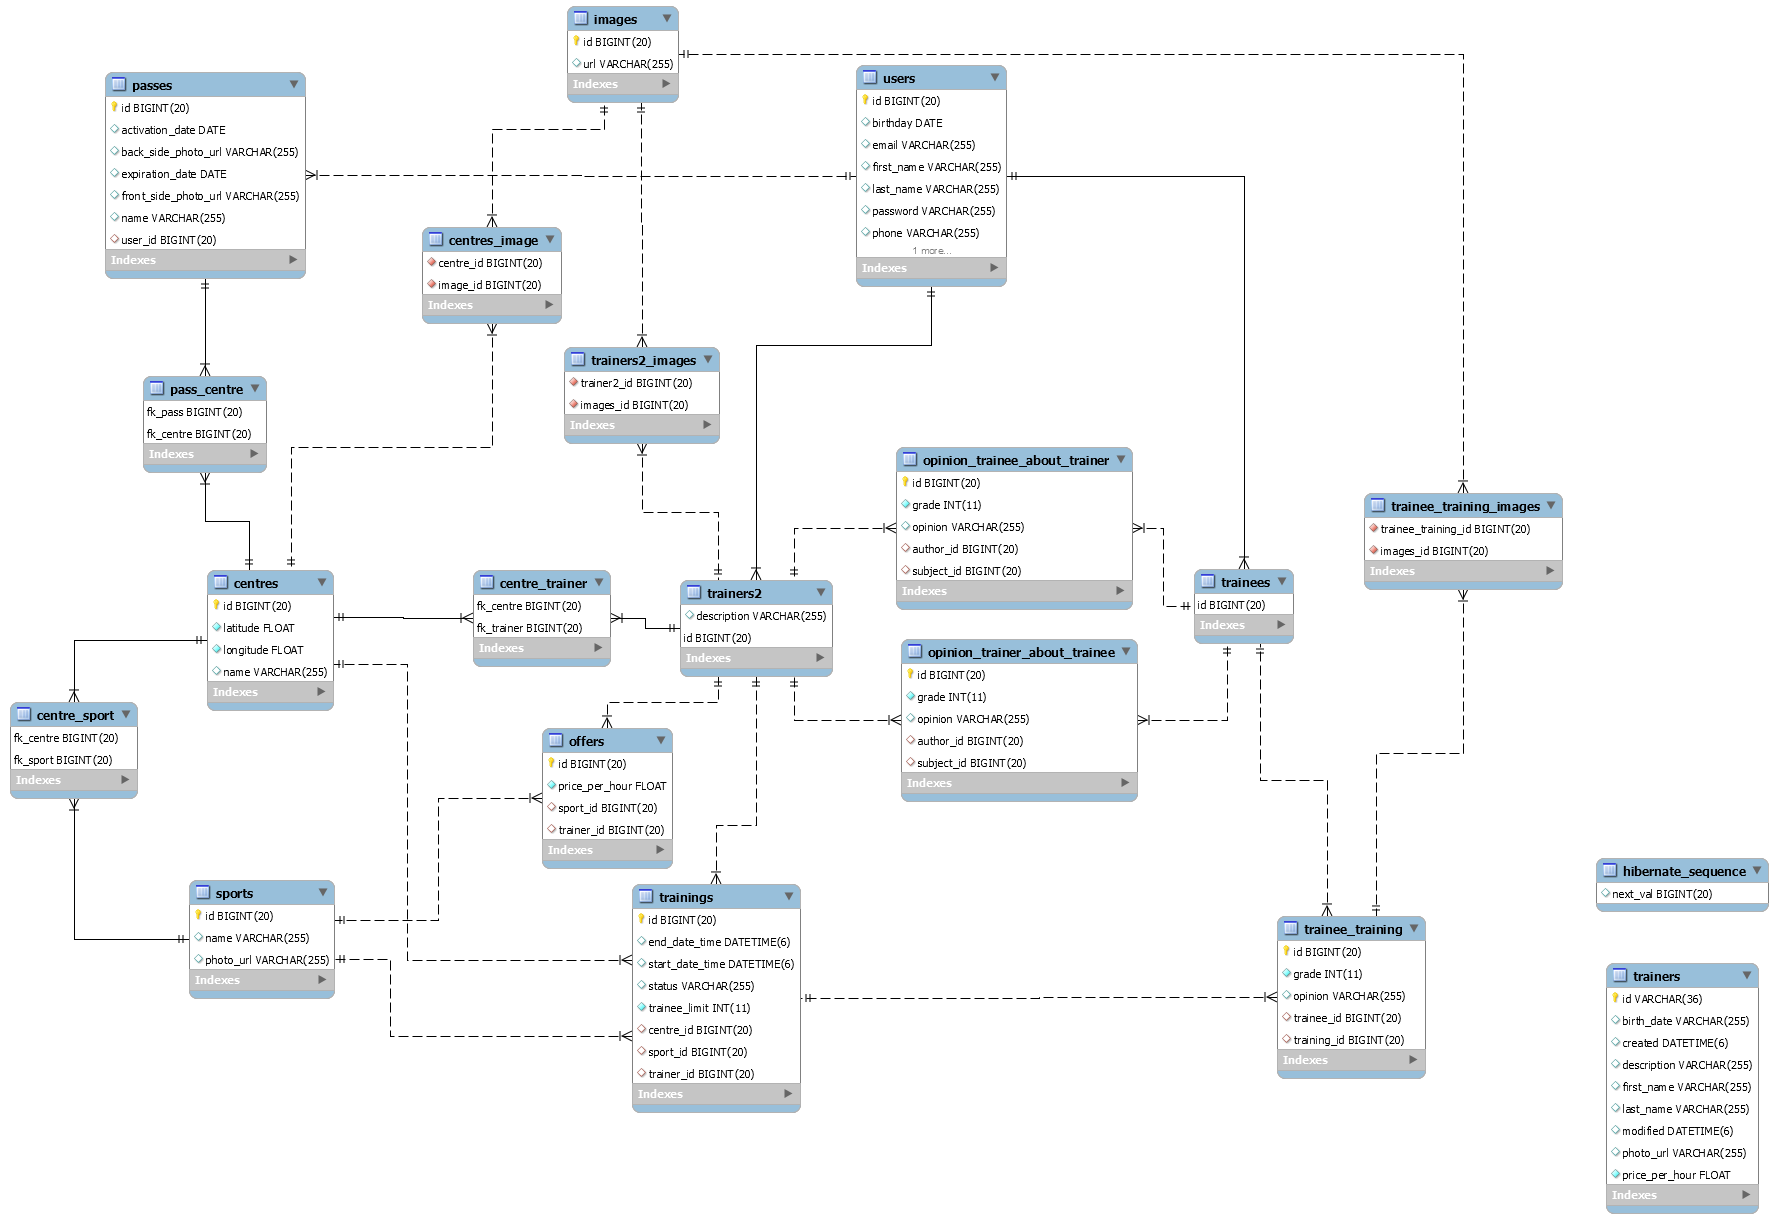 images
id BIGINT(20)
url VARCHAR(255)
Indexes
passes
id BIGINT(20)
activation_date DATE
back_side_photo_url VARCHAR(255)
expiration_date DATE
front_side_photo_url VARCHAR(255)
name VARCHAR(255)
user_id BIGINT(20)
Indexes
users
id BIGINT(20)
birthday DATE
email VARCHAR(255)
first_name VARCHAR(255)
last_name VARCHAR(255)
password VARCHAR(255)
phone VARCHAR(255)
1 more...
Indexes
centres_image
centre_id BIGINT(20)
image_id BIGINT(20)
Indexes
trainers2_images
trainer2_id BIGINT(20)
images_id BIGINT(20)
Indexes
pass_centre
fk_pass BIGINT(20)
fk_centre BIGINT(20)
Indexes
opinion_trainee_about_trainer
id BIGINT(20)
grade INT(11)
opinion VARCHAR(255)
author_id BIGINT(20)
subject_id BIGINT(20)
Indexes
trainee_training_images
trainee_training_id BIGINT(20)
images_id BIGINT(20)
Indexes
centres
id BIGINT(20)
latitude FLOAT
longitude FLOAT
name VARCHAR(255)
Indexes
centre_trainer
fk_centre BIGINT(20)
fk_trainer BIGINT(20)
Indexes
trainers2
description VARCHAR(255)
id BIGINT(20)
Indexes
trainees
id BIGINT(20)
Indexes
opinion_trainer_about_trainee
id BIGINT(20)
grade INT(11)
opinion VARCHAR(255)
author_id BIGINT(20)
subject_id BIGINT(20)
Indexes
centre_sport
fk_centre BIGINT(20)
fk_sport BIGINT(20)
Indexes
offers
id BIGINT(20)
price_per_hour FLOAT
sport_id BIGINT(20)
trainer_id BIGINT(20)
Indexes
sports
id BIGINT(20)
name VARCHAR(255)
photo_url VARCHAR(255)
Indexes
trainings
id BIGINT(20)
end_date_time DATETIME(6)
start_date_time DATETIME(6)
status VARCHAR(255)
trainee_limit INT(11)
centre_id BIGINT(20)
sport_id BIGINT(20)
trainer_id BIGINT(20)
Indexes
trainee_training
id BIGINT(20)
grade INT(11)
opinion VARCHAR(255)
trainee_id BIGINT(20)
training_id BIGINT(20)
Indexes
hibernate_sequence
next_val BIGINT(20)
trainers
id VARCHAR(36)
birth_date VARCHAR(255)
created DATETIME(6)
description VARCHAR(255)
first_name VARCHAR(255)
last_name VARCHAR(255)
modified DATETIME(6)
photo_url VARCHAR(255)
price_per_hour FLOAT
Indexes